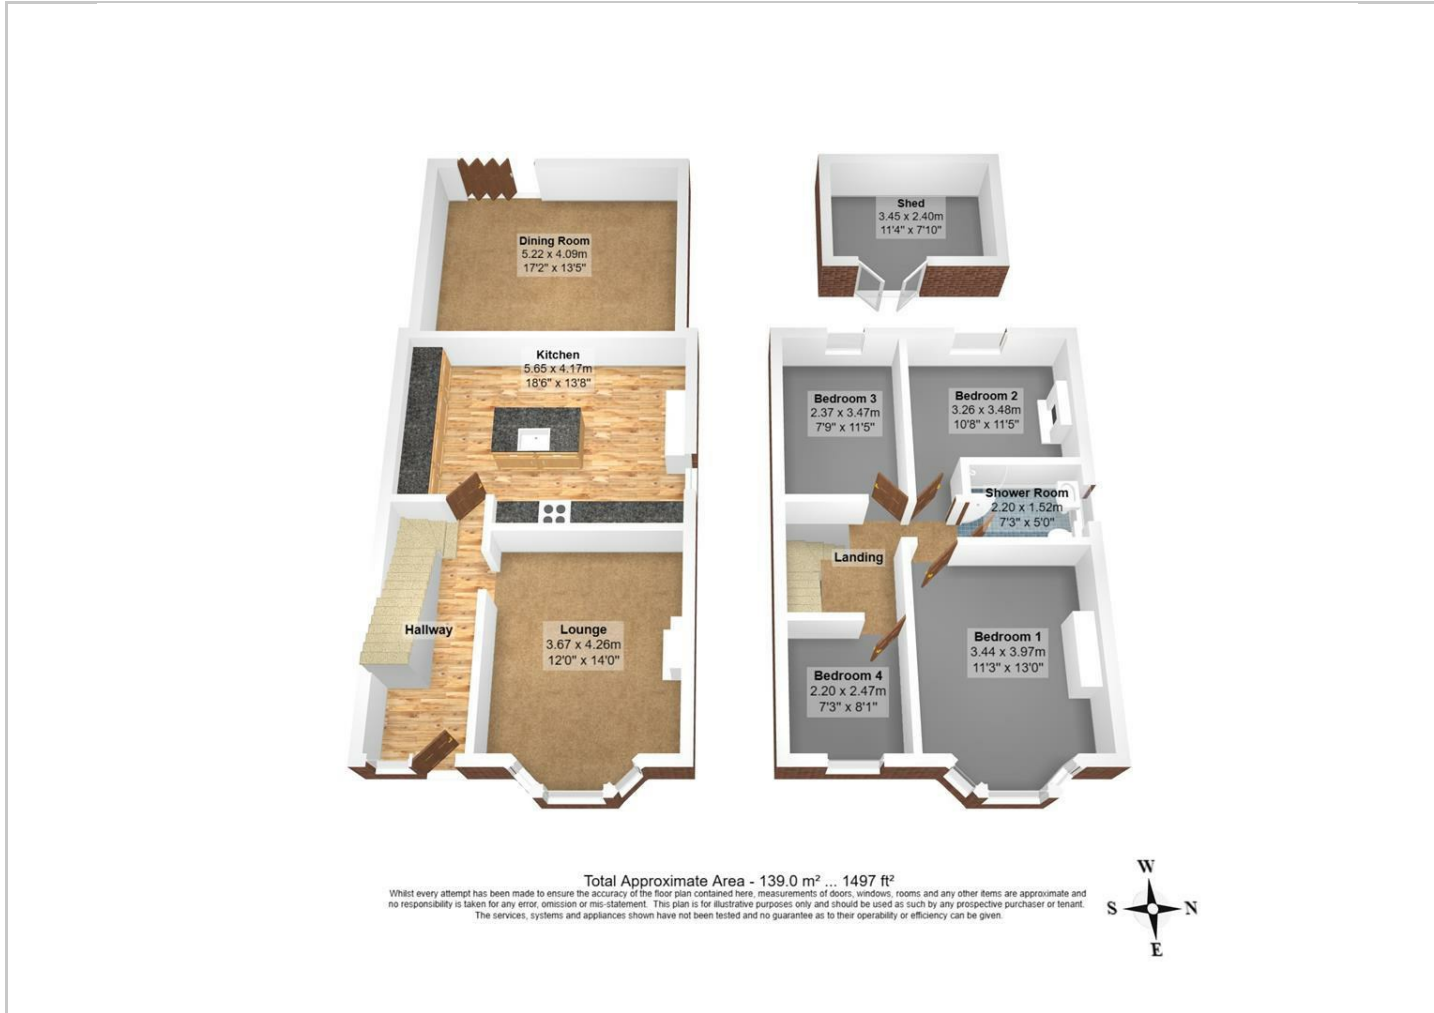 Dining Room
5.22 x 4.09m
17'2" x 13'5"
Shed
3.45 x 2.40m
11'4" x 7'10"
Kitchen
5.65 x 4.17m
18'6" x 13'8"
Bedroom 3
2.37 x 3.47m
7'9" x 11'5"
Bedroom 2
3.26 x 3.48m
10'8" x 11'5"
Shower Room
2.20 x 1.52m
7'3" x 5'0"
Landing
Hallway
Lounge
3.67 x 4.26m
12'0" x 14'0"
Bedroom 1
3.44 x 3.97m
11'3" x 13'0"
Bedroom 4
2.20 x 2.47m
7'3" x 8'1"
Total Approximate Area - 139.0 m² ... 1497 ft²
Whilst every attempt has been made to ensure the accuracy of the floor plan contained here, measurements of doors, windows, rooms and any other items are approximate and
no responsibility is taken for any error, omission or mis-statement. This plan is for illustrative purposes only and should be used as such by any prospective purchaser or tenant.
The services, systems and appliances shown have not been tested and no guarantee as to their operability or efficiency can be given.
W
S N
E